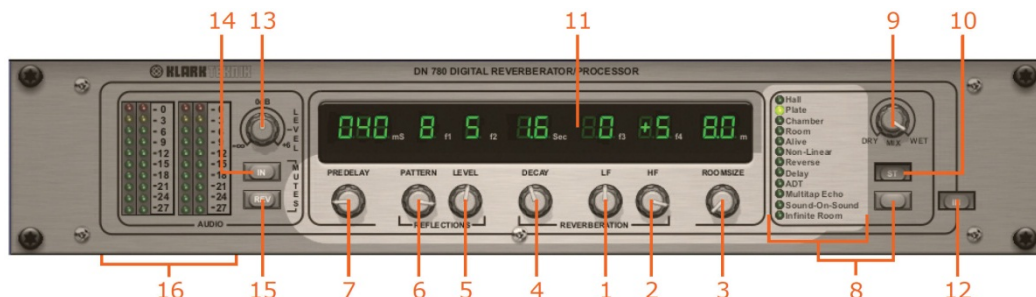 14 13 11 9 10
KLARK TEKNIK
DN 780 DIGITAL REVERBERATOR/PROCESSOR
0dB
LEVEL
-∞ +6
- 0
- 3
- 6
- 9
-12
-15
-18
-21
-24
-27
- 0
- 3
- 6
- 9
-12
-15
-18
-21
-24
-27
AUDIO
IN
REV
MUTES
040 mS 8 f1 5 f2 1.6 Sec 0 f3 +5 f4 8.0 m
PREDELAY PATTERN LEVEL DECAY LF HF ROOMSIZE
REFLECTIONS REVERBERATION
Hall
Plate
Chamber
Room
Alive
Non-Linear
Reverse
Delay
ADT
Multitap Echo
Sound-On-Sound
Infinite Room
DRY MIX WET
ST
16 15 7 6 5 4 1 2 3 8 12